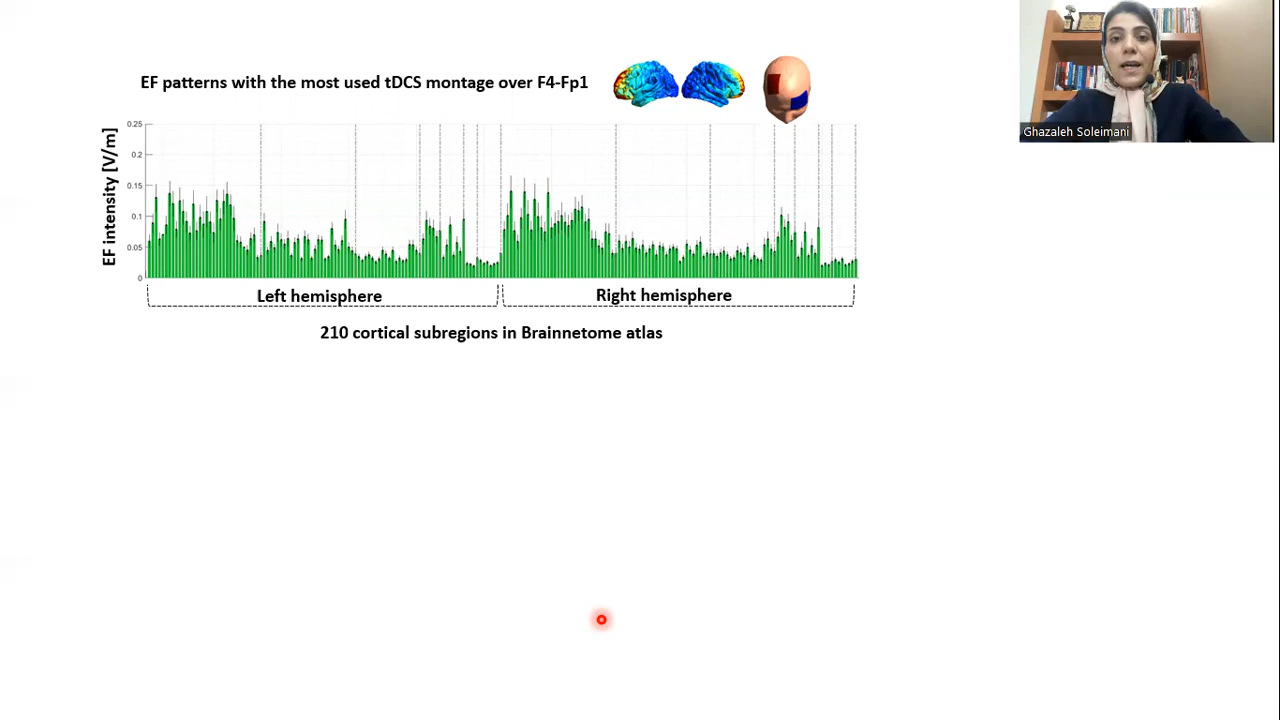 EF patterns with the most used tDCS montage over F4-Fp1
Ghazaleh Soleimani
EF intensity [V/m]
0.25
0.2
0.15
0.1
0.05
0
Left hemisphere
Right hemisphere
210 cortical subregions in Brainnetome atlas